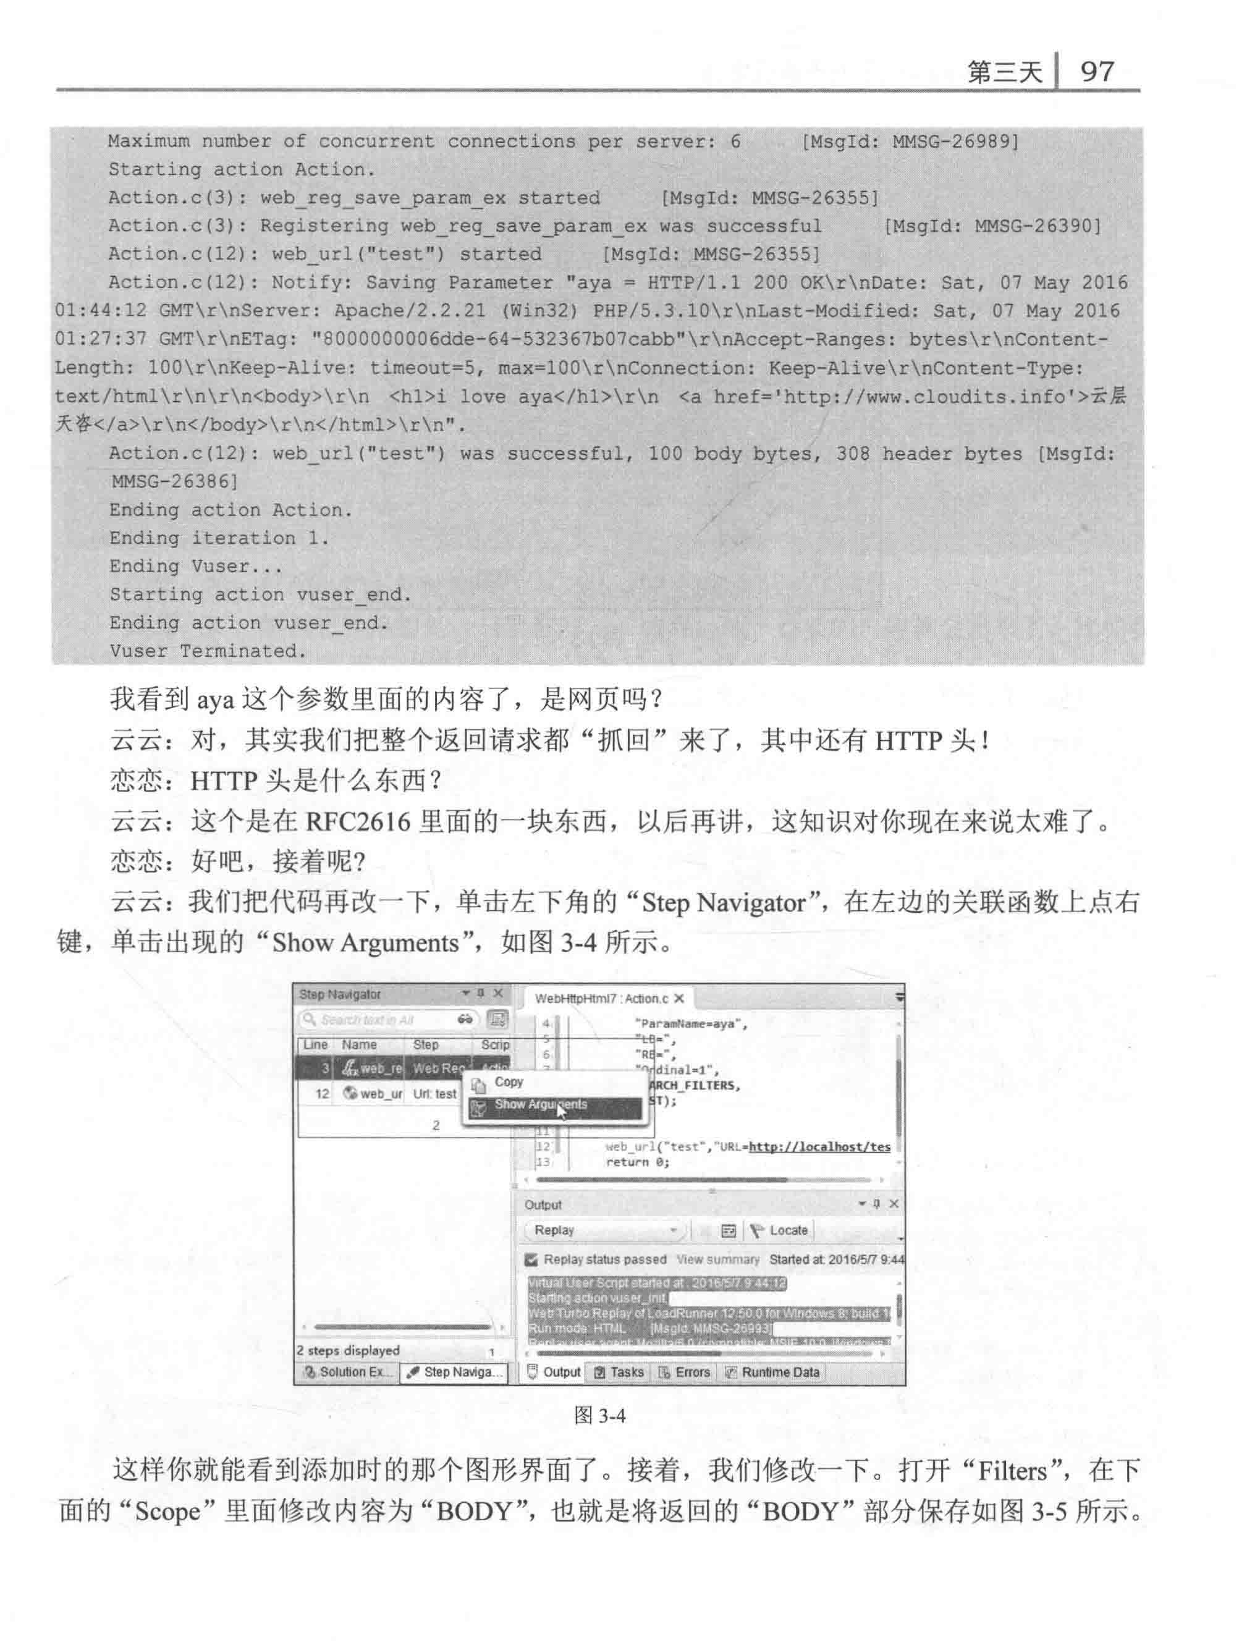 第三天 97
Maximum number of concurrent connections per server: 6 [MsgId: MMSG-26989]
Starting action Action.
Action.c(3): web_reg_save_param_ex started [MsgId: MMSG-26355]
Action.c(3): Registering web_reg_save_param_ex was successful [MsgId: MMSG-26390]
Action.c(12): web_url("test") started [MsgId: MMSG-26355]
Action.c(12): Notify: Saving Parameter "aya = HTTP/1.1 200 OK\r\nDate: Sat, 07 May 2016
01:44:12 GMT\r\nServer: Apache/2.2.21 (Win32) PHP/5.3.10\r\nLast-Modified: Sat, 07 May 2016
01:27:37 GMT\r\nETag: "8000000006dde-64-532367b07cabb"\r\nAccept-Ranges: bytes\r\nContent-
Length: 100\r\nKeep-Alive: timeout=5, max=100\r\nConnection: Keep-Alive\r\nContent-Type:
text/html\r\n\r\n<body>\r\n <h1>i love aya</h1>\r\n <a href='http://www.cloudits.info'>云层
天咨</a>\r\n</body>\r\n</html>\r\n".
Action.c(12): web_url("test") was successful, 100 body bytes, 308 header bytes [MsgId:
MMSG-26386]
Ending action Action.
Ending iteration 1.
Ending Vuser...
Starting action vuser_end.
Ending action vuser_end.
Vuser Terminated.
我看到 aya 这个参数里面的内容了，是网页吗？
云云：对，其实我们把整个返回请求都“抓回”来了，其中还有 HTTP 头！
恋恋：HTTP 头是什么东西？
云云：这个是在 RFC2616 里面的一块东西，以后再讲，这知识对你现在来说太难了。
恋恋：好吧，接着呢？
云云：我们把代码再改一下，单击左下角的“Step Navigator”，在左边的关联函数上点右
键，单击出现的“Show Arguments”，如图 3-4 所示。
Step Navigator
Search text in All
Line Name Step Scrip
3 web_re Web Reg Actio
12 web_ur Url: test
2
Copy
Show Arguments
2 steps displayed 1
Solution Ex... Step Naviga...
WebHttpHtml7 : Action.c
4 "ParamName=aya",
5 "LB=",
6 "RB=",
7 "Ordinal=1",
ARCH_FILTERS,
ST);
11
12 web_url("test","URL=http://localhost/tes
13 return 0;
Output
Replay Locate
Replay status passed View summary Started at: 2016/5/7 9:44
Virtual User Script started at : 2016/5/7 9:44:12
Starting action vuser_init.
Web Turbo Replay of LoadRunner 12.50.0 for Windows 8; build 1
Run mode: HTML [MsgId: MMSG-26993]
Output Tasks Errors Runtime Data
图 3-4
这样你就能看到添加时的那个图形界面了。接着，我们修改一下。打开“Filters”，在下
面的“Scope”里面修改内容为“BODY”，也就是将返回的“BODY”部分保存如图 3-5 所示。